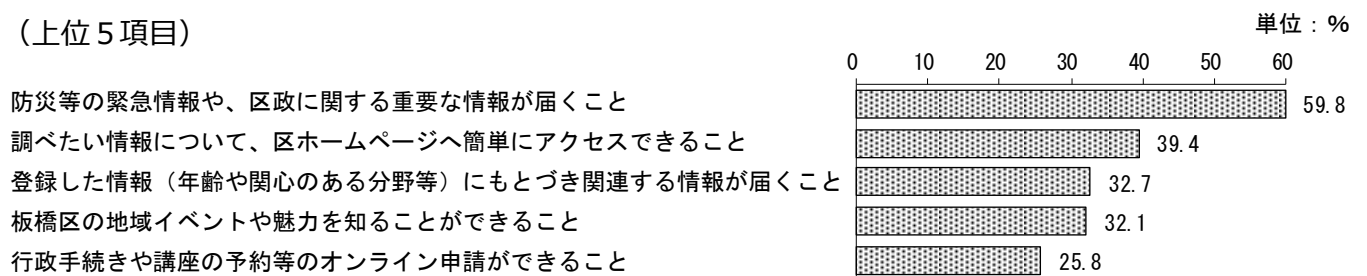 （上位５項目）
単位：％
0 10 20 30 40 50 60
防災等の緊急情報や、区政に関する重要な情報が届くこと 59.8
調べたい情報について、区ホームページへ簡単にアクセスできること 39.4
登録した情報（年齢や関心のある分野等）にもとづき関連する情報が届くこと 32.7
板橋区の地域イベントや魅力を知ることができること 32.1
行政手続きや講座の予約等のオンライン申請ができること 25.8